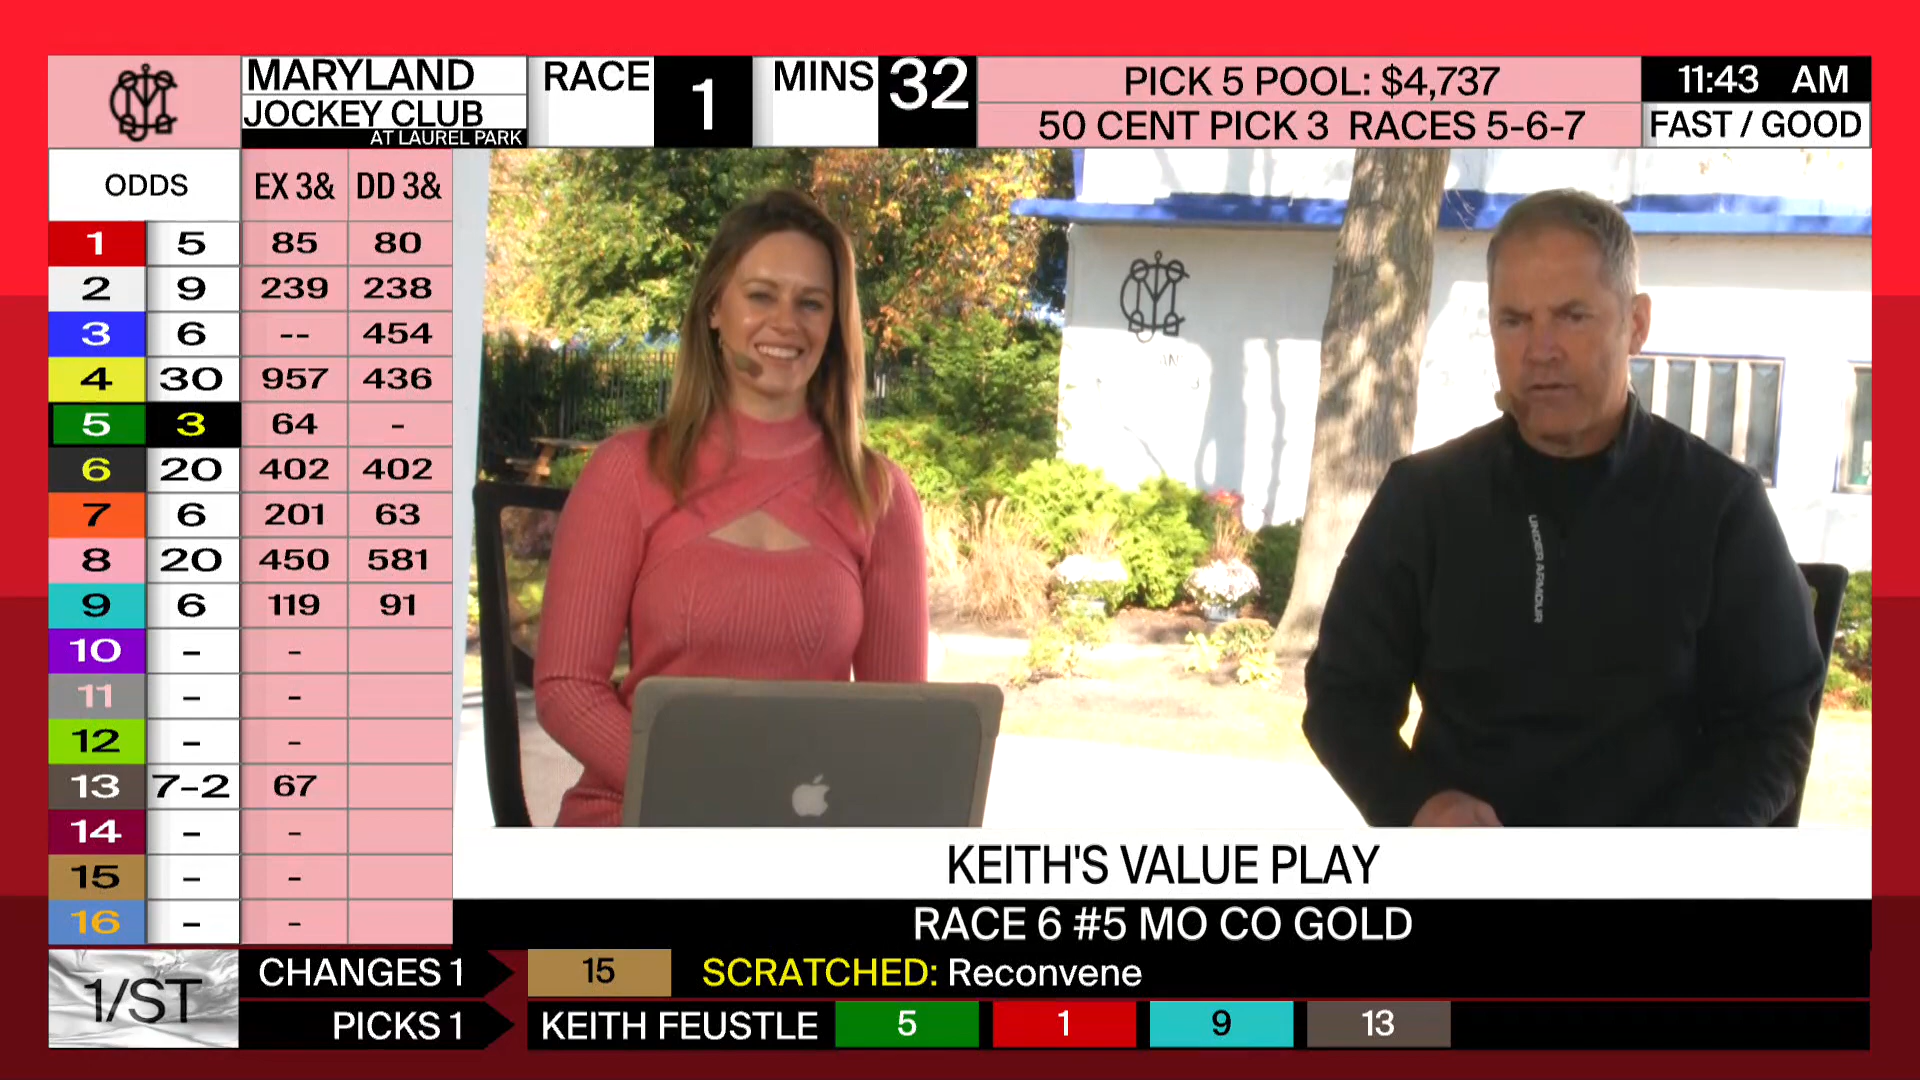 MARYLAND
JOCKEY CLUB
AT LAUREL PARK
RACE 1
MINS 32
PICK 5 POOL: $4,737
50 CENT PICK 3 RACES 5-6-7
11:43 AM
FAST / GOOD
ODDS EX 3& DD 3&
1 5 85 80
2 9 239 238
3 6 -- 454
4 30 957 436
5 3 64 -
6 20 402 402
7 6 201 63
8 20 450 581
9 6 119 91
10 - -
11 - -
12 - -
13 7-2 67
14 - -
15 - -
16 - -
UNDER ARMOUR
KEITH'S VALUE PLAY
RACE 6 #5 MO CO GOLD
1/ST
CHANGES 1 15 SCRATCHED: Reconvene
PICKS 1 KEITH FEUSTLE 5 1 9 13